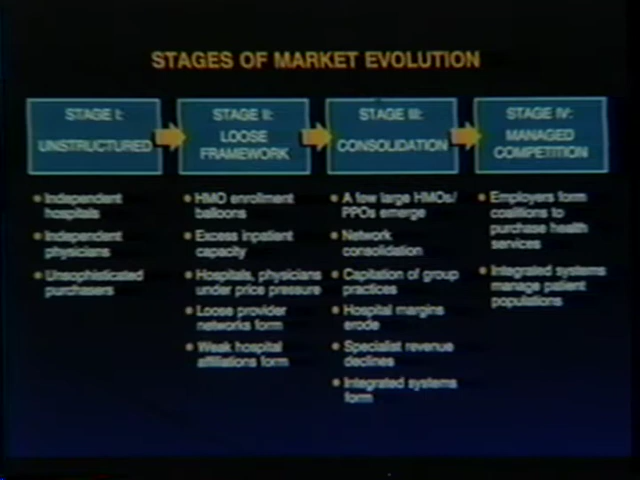 STAGES OF MARKET EVOLUTION
STAGE I:
UNSTRUCTURED
• Independent
hospitals
• Independent
physicians
• Unsophisticated
purchasers
STAGE II:
LOOSE
FRAMEWORK
• HMO enrollment
balloons
• Excess inpatient
capacity
• Hospitals, physicians
under price pressure
• Loose provider
networks form
• Weak hospital
affiliations form
STAGE III:
CONSOLIDATION
• A few large HMOs/
PPOs emerge
• Network
consolidation
• Capitation of group
practices
• Hospital margins
erode
• Specialist revenue
declines
• Integrated systems
form
STAGE IV:
MANAGED
COMPETITION
• Employers form
coalitions to
purchase health
services
• Integrated systems
manage patient
populations